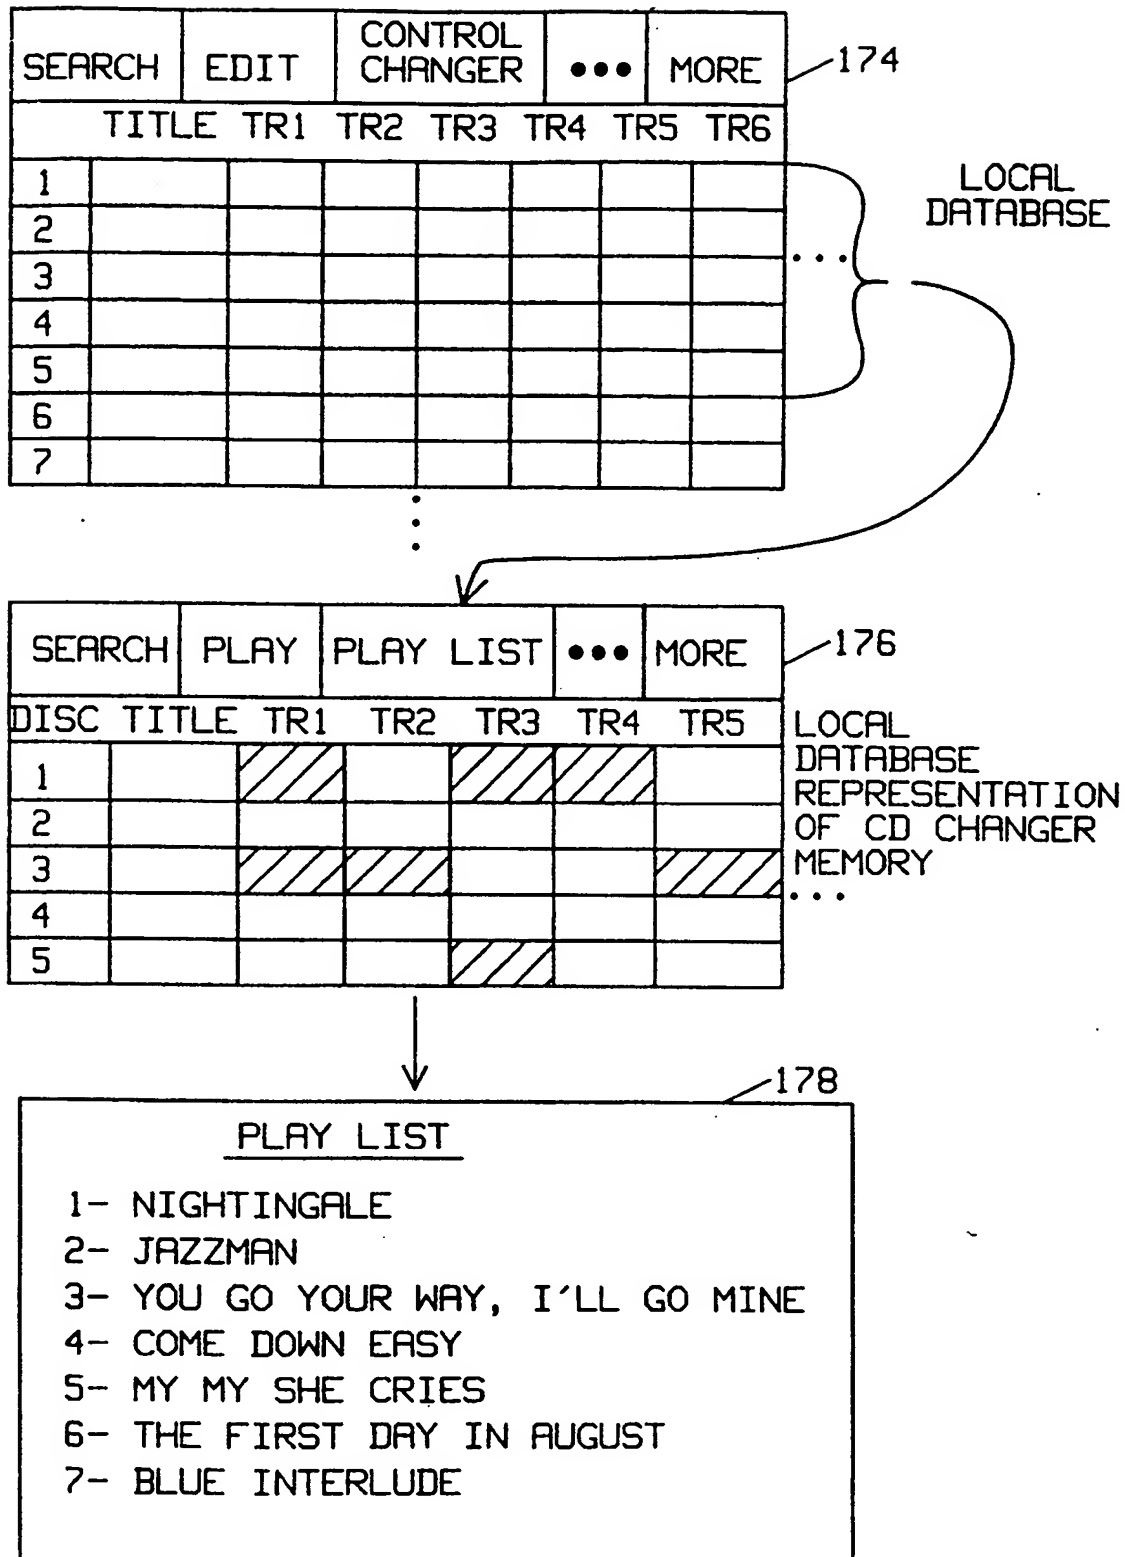 SEARCH EDIT CONTROL CHANGER ••• MORE 174
TITLE TR1 TR2 TR3 TR4 TR5 TR6
1
2
3
4
5
6
7
LOCAL
DATABASE
...
SEARCH PLAY PLAY LIST ••• MORE 176
DISC TITLE TR1 TR2 TR3 TR4 TR5
1
2
3
4
5
LOCAL
DATABASE
REPRESENTATION
OF CD CHANGER
MEMORY
...
178
PLAY LIST
1- NIGHTINGALE
2- JAZZMAN
3- YOU GO YOUR WAY, I'LL GO MINE
4- COME DOWN EASY
5- MY MY SHE CRIES
6- THE FIRST DAY IN AUGUST
7- BLUE INTERLUDE